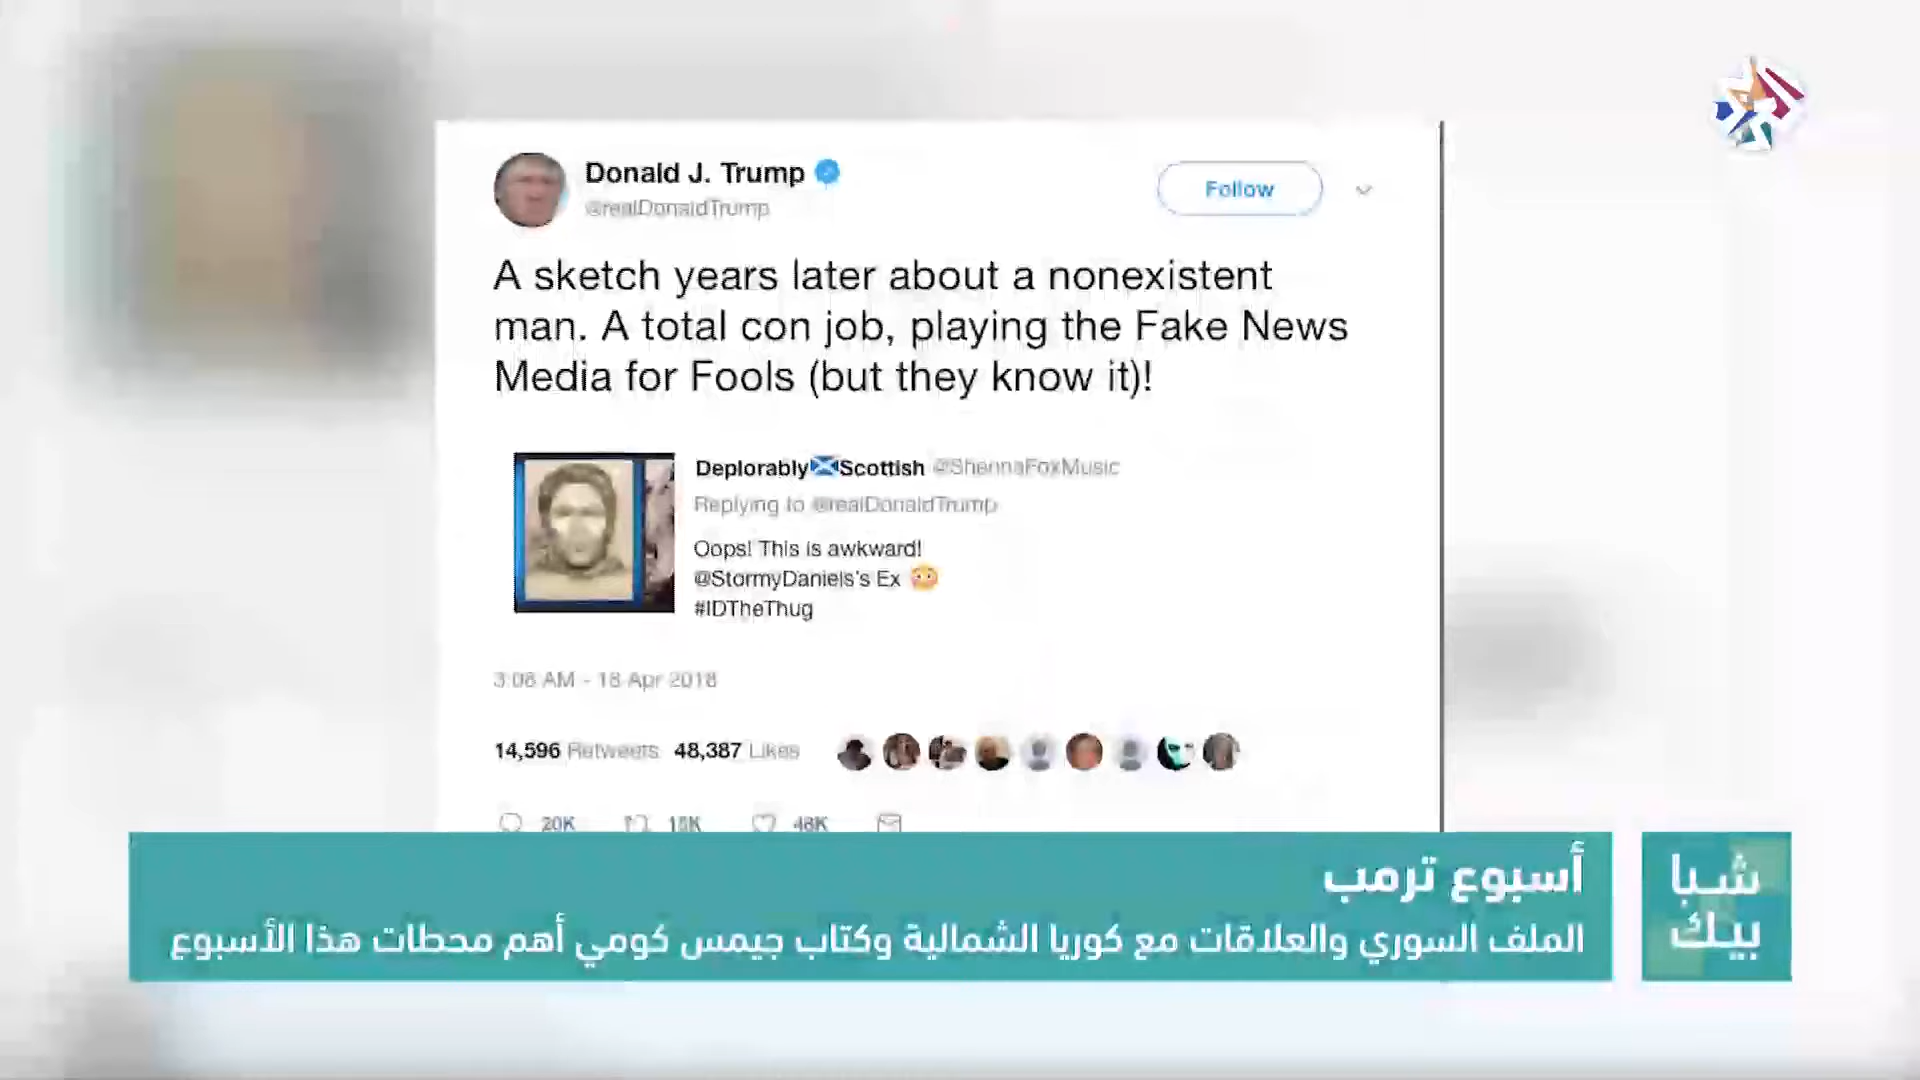 Donald J. Trump
@realDonaldTrump
Follow
A sketch years later about a nonexistent
man. A total con job, playing the Fake News
Media for Fools (but they know it)!
Deplorably Scottish @ShennaFoxMusic
Replying to @realDonaldTrump
Oops! This is awkward!
@StormyDaniels's Ex 😳
#IDTheThug
3:08 AM - 18 Apr 2018
14,596 Retweets 48,387 Likes
20K 15K 48K
أسبوع ترمب
الملف السوري والعلاقات مع كوريا الشمالية وكتاب جيمس كومي أهم محطات هذا الأسبوع
شبا
بيك